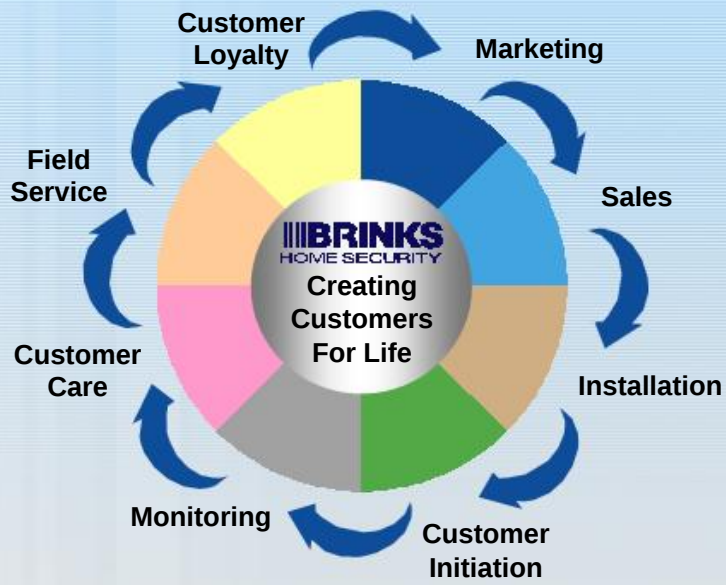 Customer
Loyalty
Marketing
Field
Service
Sales
BRINKS
HOME SECURITY
Creating
Customers
For Life
Customer
Care
Installation
Monitoring
Customer
Initiation